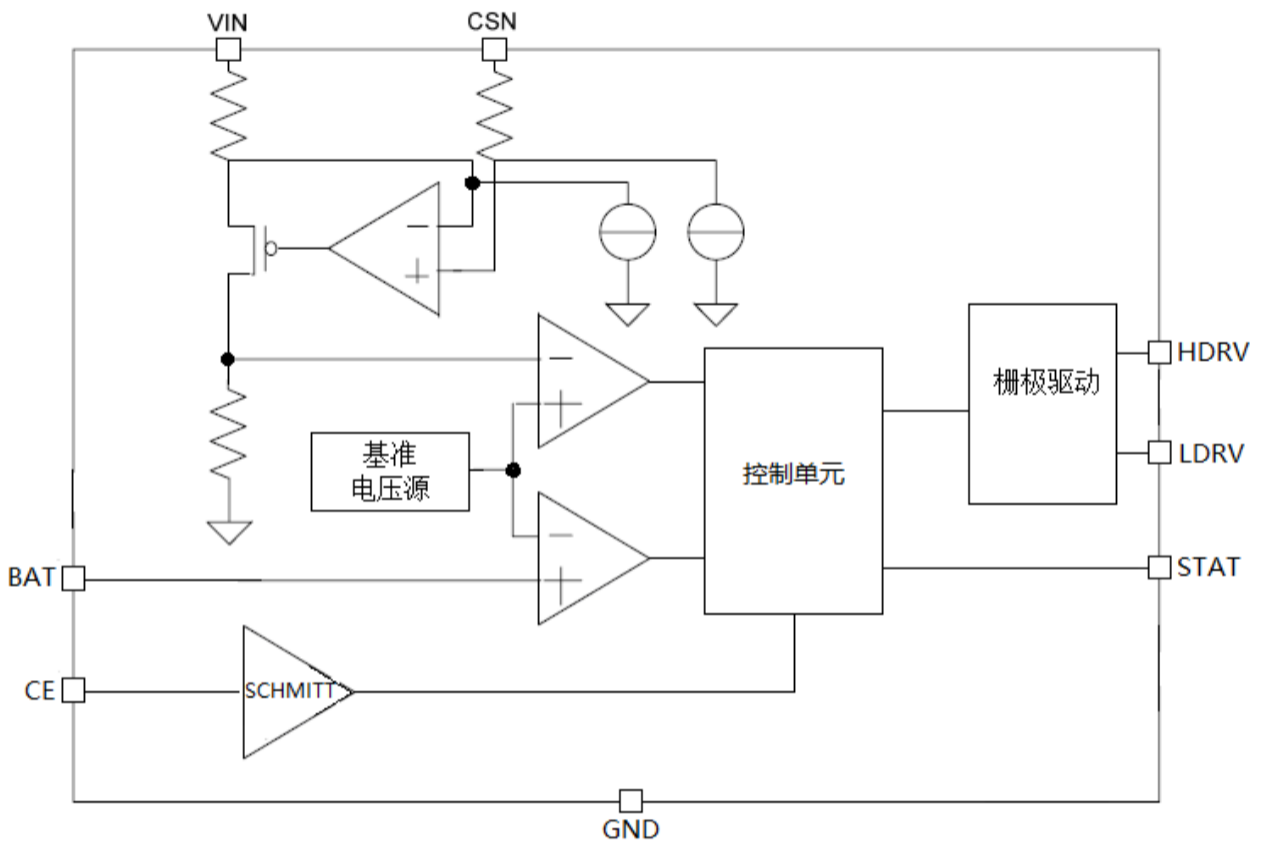 VIN
CSN
HDRV
栅极驱动
基准
电压源
控制单元
LDRV
BAT
STAT
CE
SCHMITT
GND